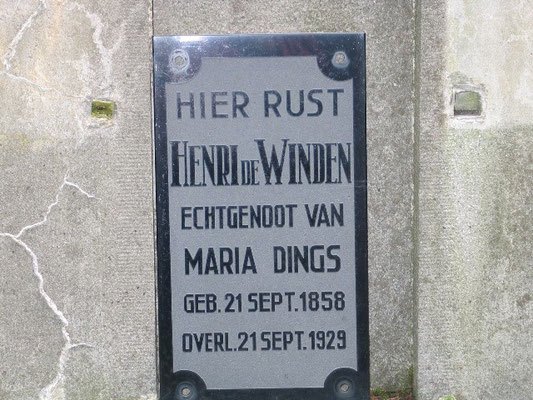 HIER RUST
HENRI DE WINDEN
ECHTGENOOT VAN
MARIA DINGS
GEB. 21 SEPT. 1858
OVERL. 21 SEPT. 1929